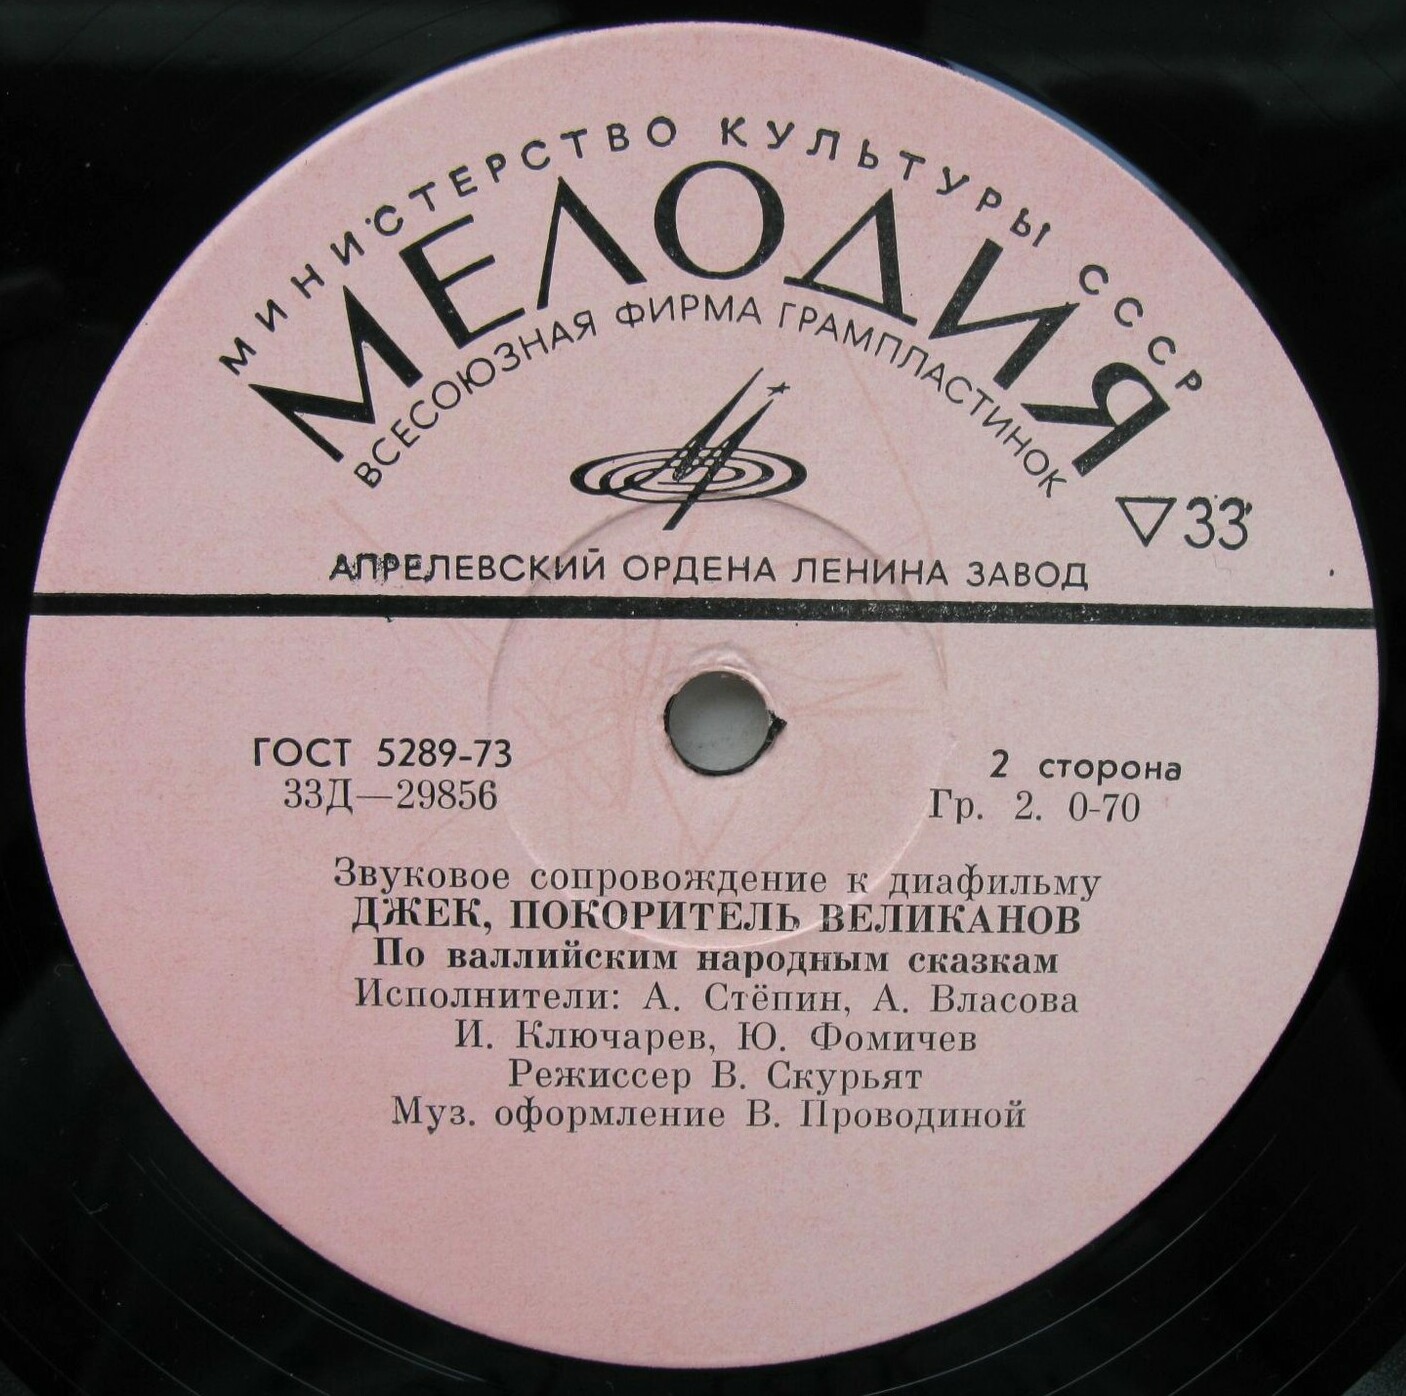 МИНИСТЕРСТВО КУЛЬТУРЫ СССР
МЕЛОДИЯ
ВСЕСОЮЗНАЯ ФИРМА ГРАМПЛАСТИНОК
▽33
АПРЕЛЕВСКИЙ ОРДЕНА ЛЕНИНА ЗАВОД
ГОСТ 5289-73
33Д—29856
2 сторона
Гр. 2. 0-70
Звуковое сопровождение к диафильму
ДЖЕК, ПОКОРИТЕЛЬ ВЕЛИКАНОВ
По валлийским народным сказкам
Исполнители: А. Стёпин, А. Власова
И. Ключарев, Ю. Фомичев
Режиссер В. Скурьят
Муз. оформление В. Проводиной